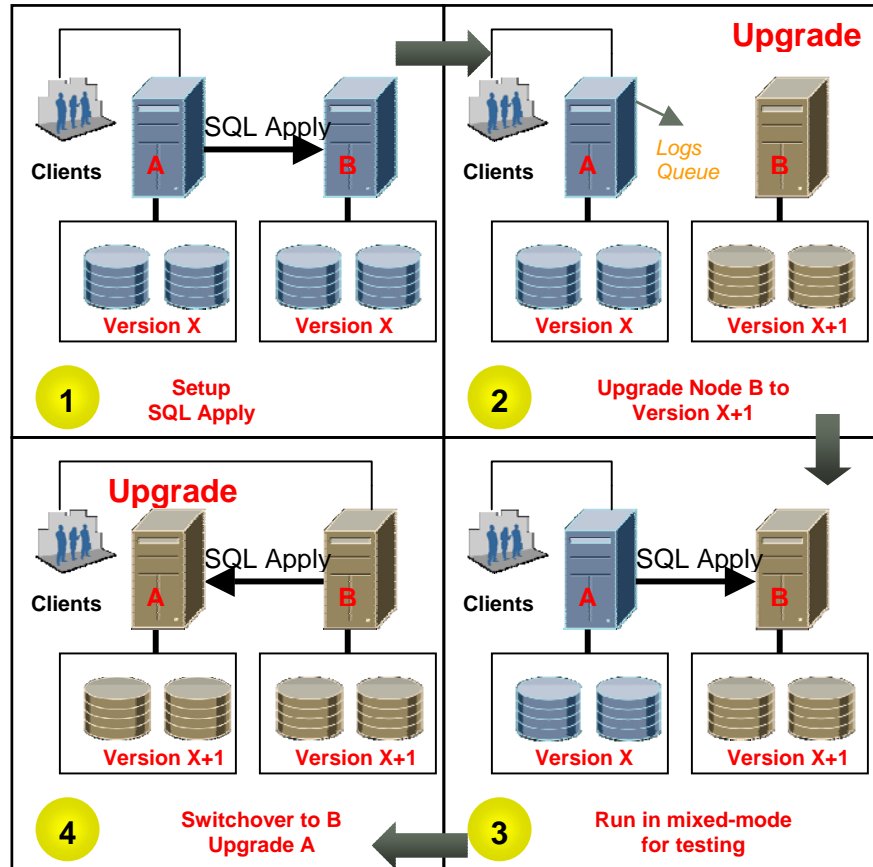 SQL Apply
Clients
A
B
Version X
Version X
1
Setup
SQL Apply
Upgrade
Logs
Queue
A
B
Version X
Version X+1
2
Upgrade Node B to
Version X+1
Upgrade
SQL Apply
Clients
A
B
Version X+1
Version X+1
4
Switchover to B
Upgrade A
SQL Apply
Clients
A
B
Version X
Version X+1
3
Run in mixed-mode
for testing